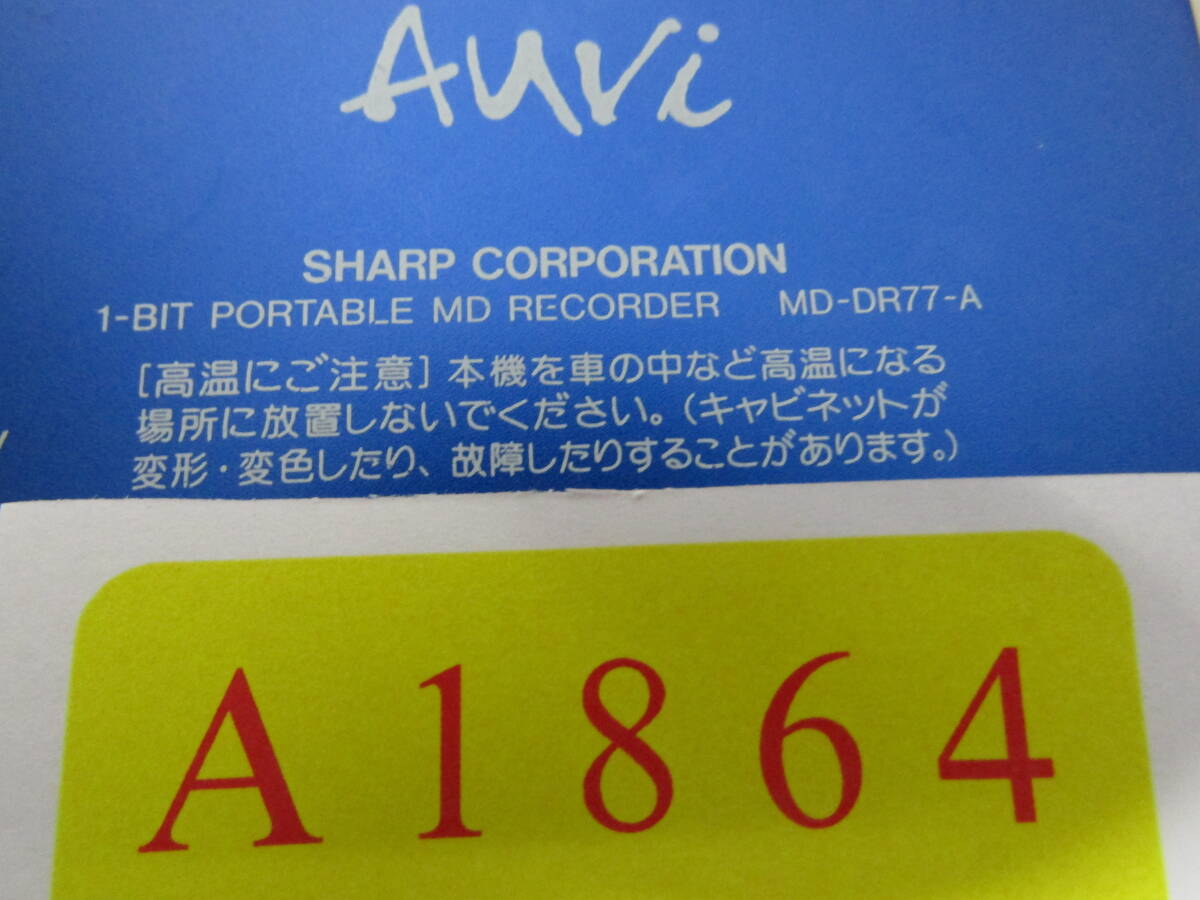 Auvi
SHARP CORPORATION
1-BIT PORTABLE MD RECORDER MD-DR77-A
[高温にご注意] 本機を車の中など高温になる
場所に放置しないでください。(キャビネットが
変形・変色したり、故障したりすることがあります。)
A1864